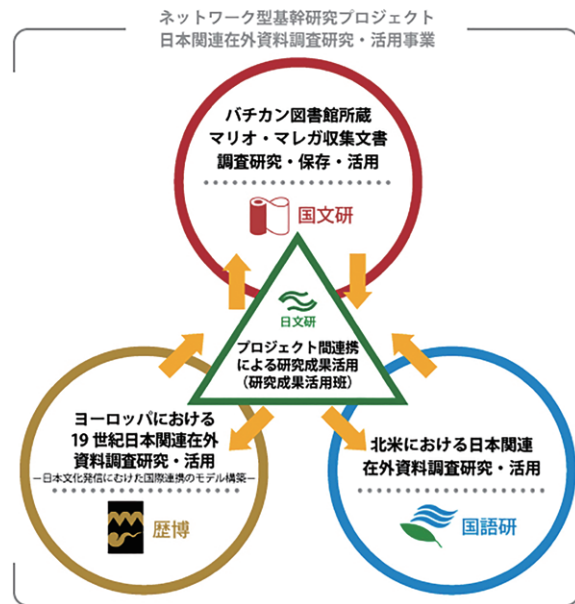 ネットワーク型基幹研究プロジェクト
日本関連在外資料調査研究・活用事業
バチカン図書館所蔵
マリオ・マレガ収集文書
調査研究・保存・活用
国文研
日文研
プロジェクト間連携
による研究成果活用
（研究成果活用班）
ヨーロッパにおける
19世紀日本関連在外
資料調査研究・活用
－日本文化発信にむけた国際連携のモデル構築－
歴博
北米における日本関連
在外資料調査研究・活用
国語研